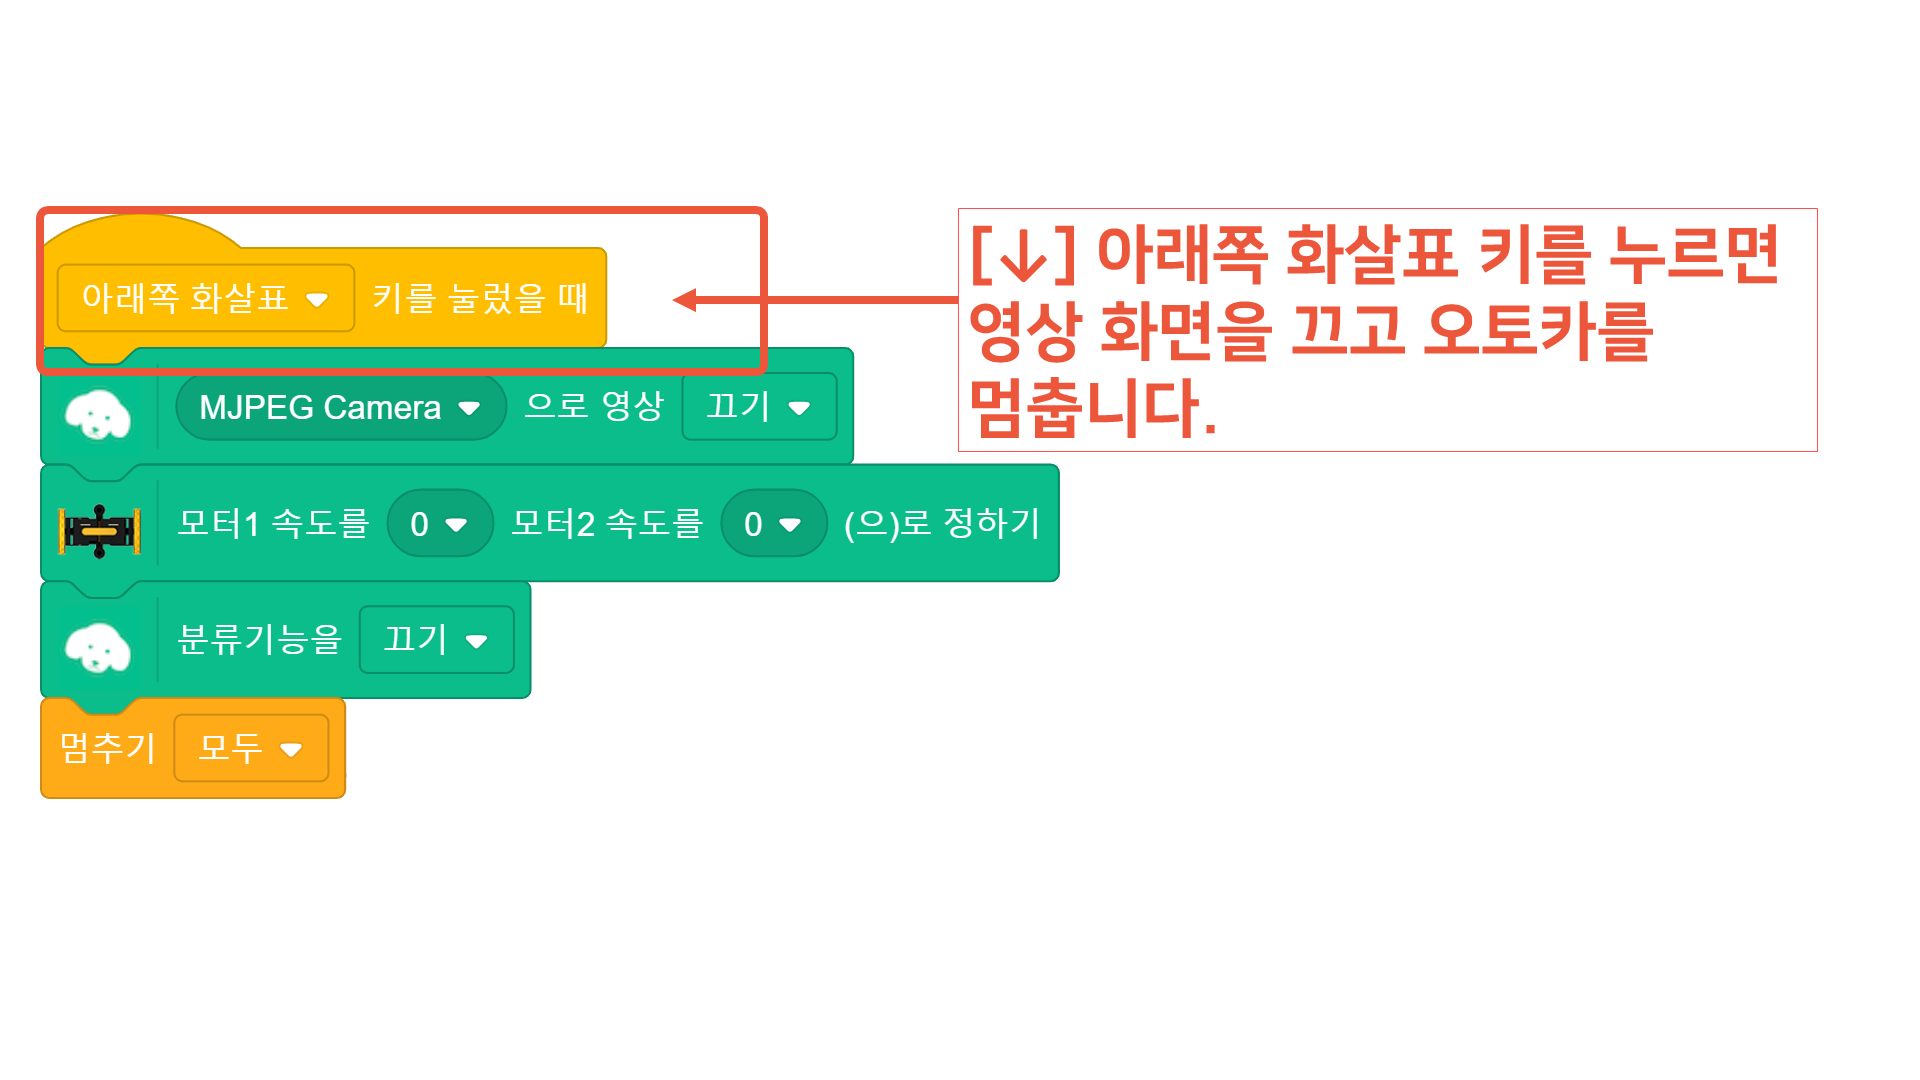 아래쪽 화살표 키를 눌렀을 때
MJPEG Camera 으로 영상 끄기
모터1 속도를 0 모터2 속도를 0 (으)로 정하기
분류기능을 끄기
멈추기 모두
[↓] 아래쪽 화살표 키를 누르면
영상 화면을 끄고 오토카를
멈춥니다.